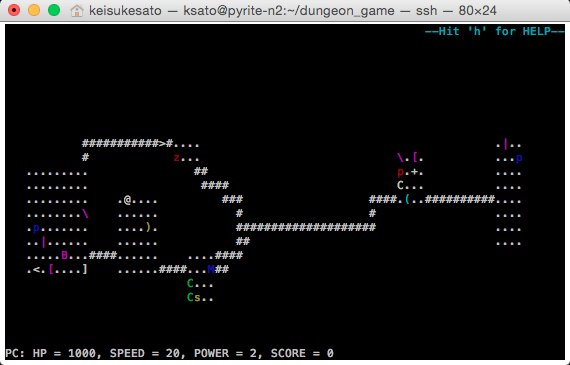 keisukesato — ksato@pyrite-n2:~/dungeon_game — ssh — 80×24
--Hit 'h' for HELP--
###########>#.... .|..
# z... \.[. ...p
......... ## p.+. ....
......... #### C... ....
......... .@.... ### ####.(..##########....
........\ ...... # # ....
.p....... ....). #################### ....
..|...... ...... ## ....
.....B...####...... ....####
.<.[....] ......####...M##
C...
Cs..
PC: HP = 1000, SPEED = 20, POWER = 2, SCORE = 0